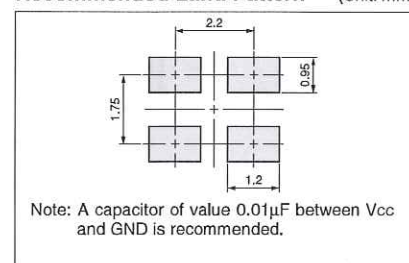 2.2
0.95
1.75
1.2
Note: A capacitor of value 0.01µF between Vcc
and GND is recommended.